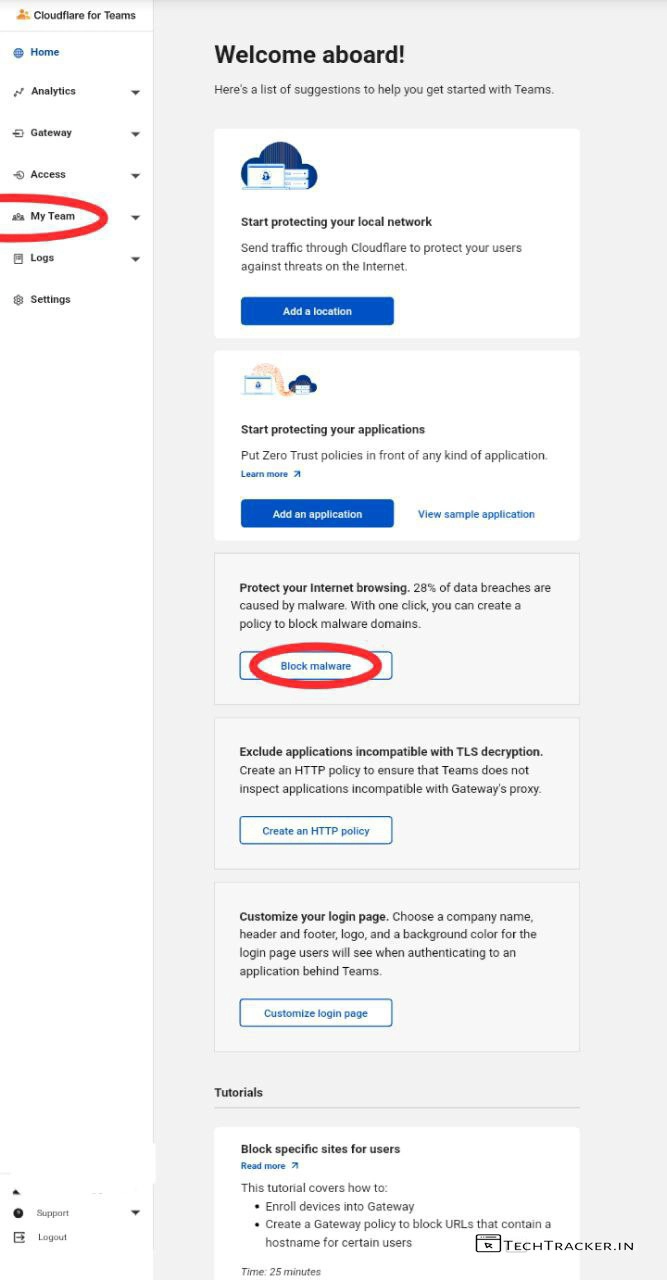 Cloudflare for Teams
Home
Analytics
Gateway
Access
My Team
Logs
Settings
Support
Logout
Welcome aboard!
Here's a list of suggestions to help you get started with Teams.
Start protecting your local network
Send traffic through Cloudflare to protect your users
against threats on the Internet.
Add a location
Start protecting your applications
Put Zero Trust policies in front of any kind of application.
Learn more
Add an application
View sample application
Protect your Internet browsing. 28% of data breaches are
caused by malware. With one click, you can create a
policy to block malware domains.
Block malware
Exclude applications incompatible with TLS decryption.
Create an HTTP policy to ensure that Teams does not
inspect applications incompatible with Gateway's proxy.
Create an HTTP policy
Customize your login page. Choose a company name,
header and footer, logo, and a background color for the
login page users will see when authenticating to an
application behind Teams.
Customize login page
Tutorials
Block specific sites for users
Read more
This tutorial covers how to:
• Enroll devices into Gateway
• Create a Gateway policy to block URLs that contain a
hostname for certain users
Time: 25 minutes
TECHTRACKER.IN